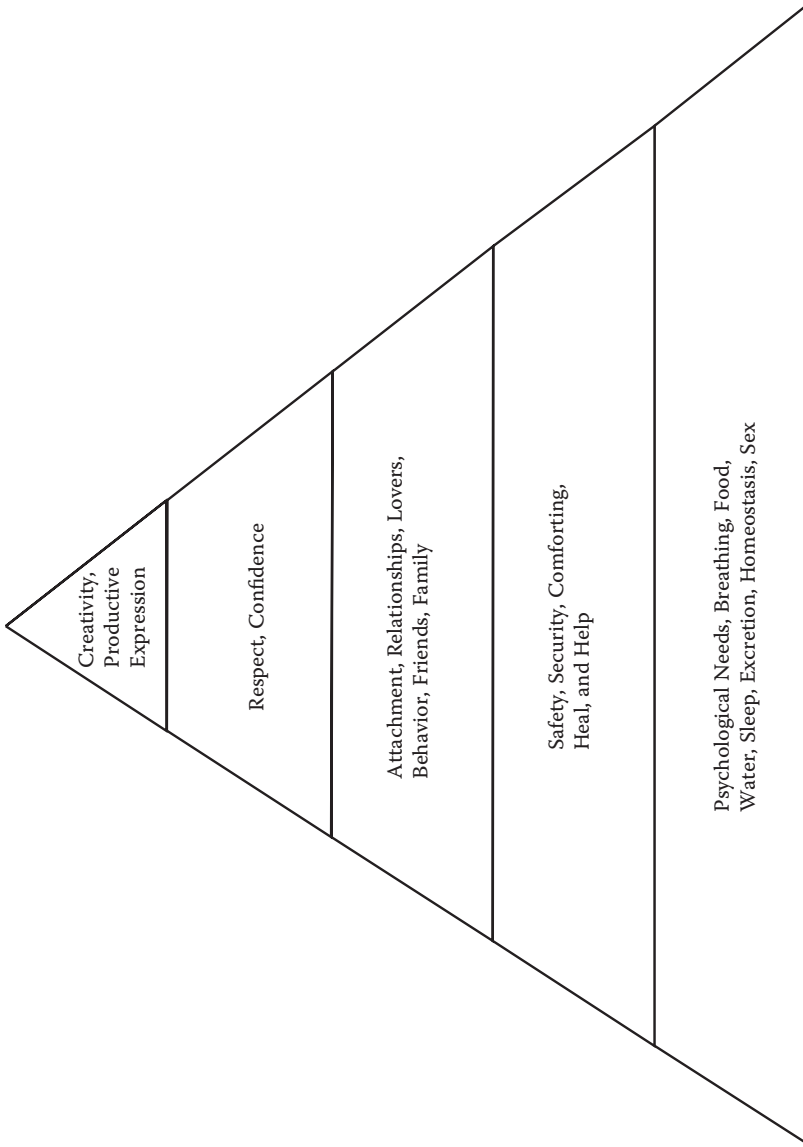 Creativity,
Productive
Expression
Respect, Confidence
Attachment, Relationships, Lovers,
Behavior, Friends, Family
Safety, Security, Comforting,
Heal, and Help
Psychological Needs, Breathing, Food,
Water, Sleep, Excretion, Homeostasis, Sex